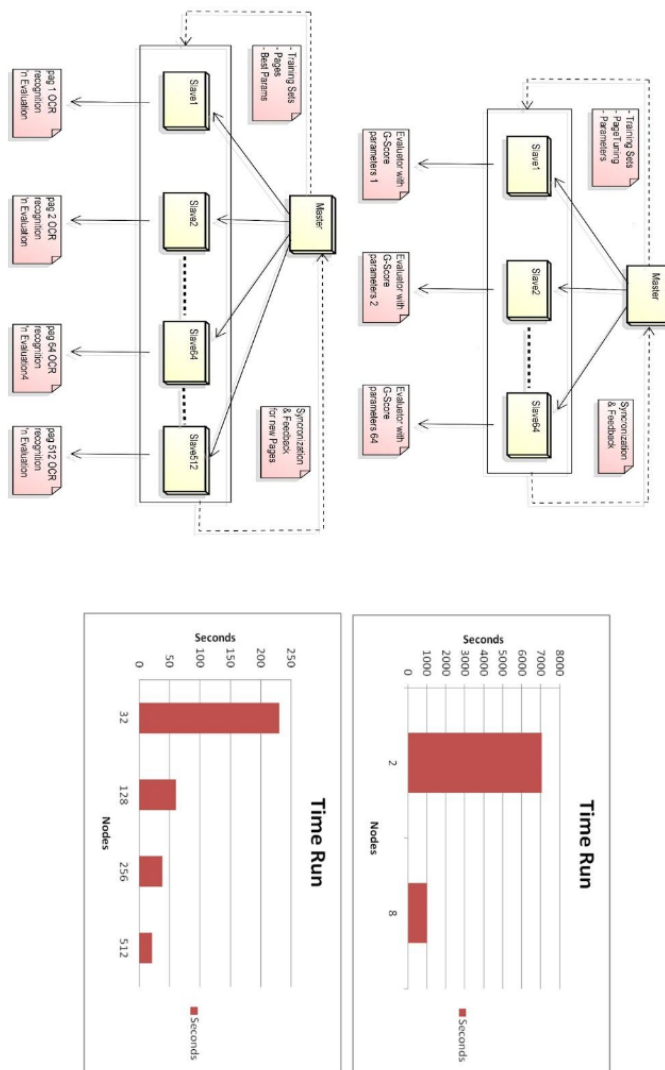 Master
- Training Sets
- PageTuning
- Parameters
Syncronization
& Feedback
Slave1
Slave2
Slave64
Evaluetor with
G-Score
parameters 1
Evaluetor with
G-Score
parameters 2
Evaluetor with
G-Score
parameters 64
Time Run
8000
7000
6000
5000
4000
3000
2000
1000
0
Seconds
2
8
Nodes
Seconds
Master
- Training Sets
- Pages
- Best Params
Syncronization
& Feedback
for new Pages
Slave1
Slave2
Slave64
Slave512
pag 1 OCR
recognition
'n Evaluation
pag 2 OCR
recognition
'n Evaluation
pag 64 OCR
recognition
'n Evaluation4
pag 512 OCR
recognition
'n Evaluation
Time Run
250
200
150
100
50
0
Seconds
32
128
256
512
Nodes
Seconds